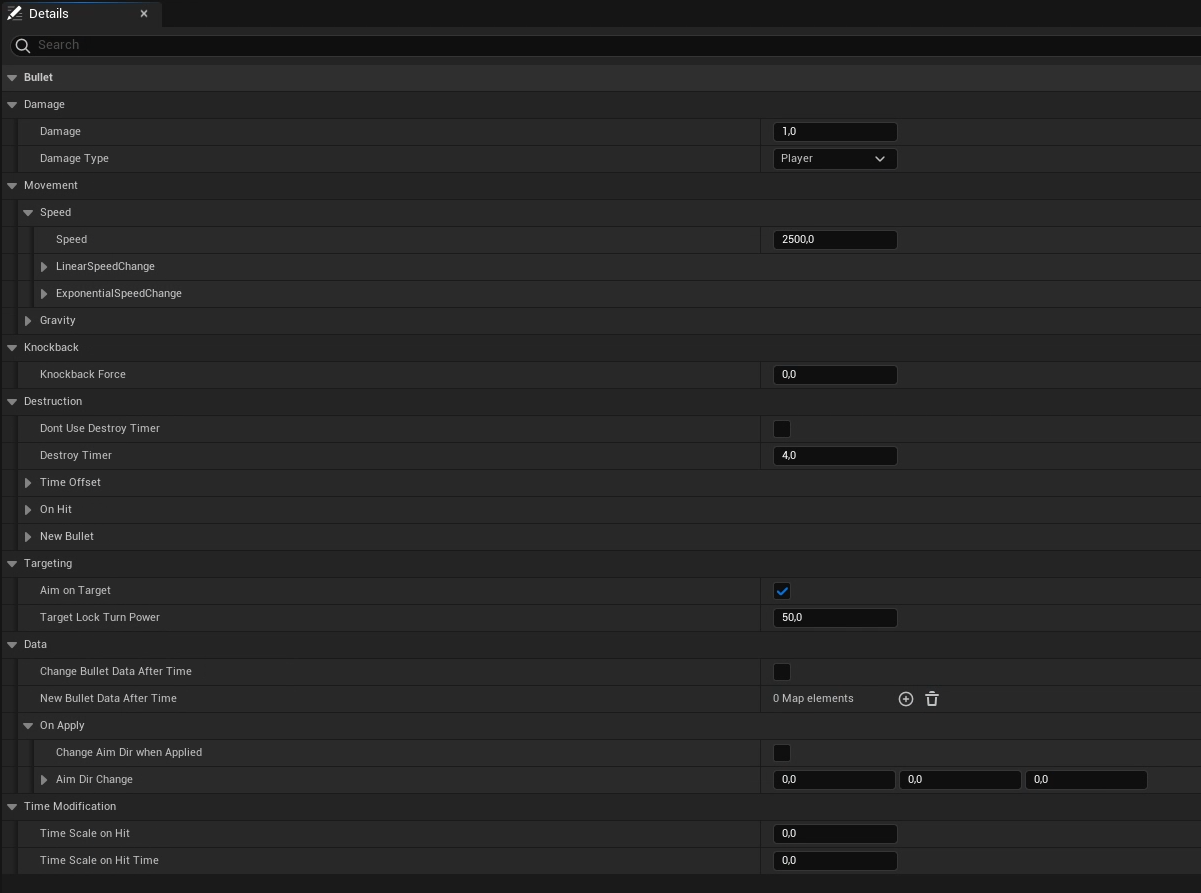 Details
Search
Bullet
Damage
Damage 1,0
Damage Type Player
Movement
Speed
Speed 2500,0
LinearSpeedChange
ExponentialSpeedChange
Gravity
Knockback
Knockback Force 0,0
Destruction
Dont Use Destroy Timer
Destroy Timer 4,0
Time Offset
On Hit
New Bullet
Targeting
Aim on Target
Target Lock Turn Power 50,0
Data
Change Bullet Data After Time
New Bullet Data After Time 0 Map elements
On Apply
Change Aim Dir when Applied
Aim Dir Change 0,0 0,0 0,0
Time Modification
Time Scale on Hit 0,0
Time Scale on Hit Time 0,0